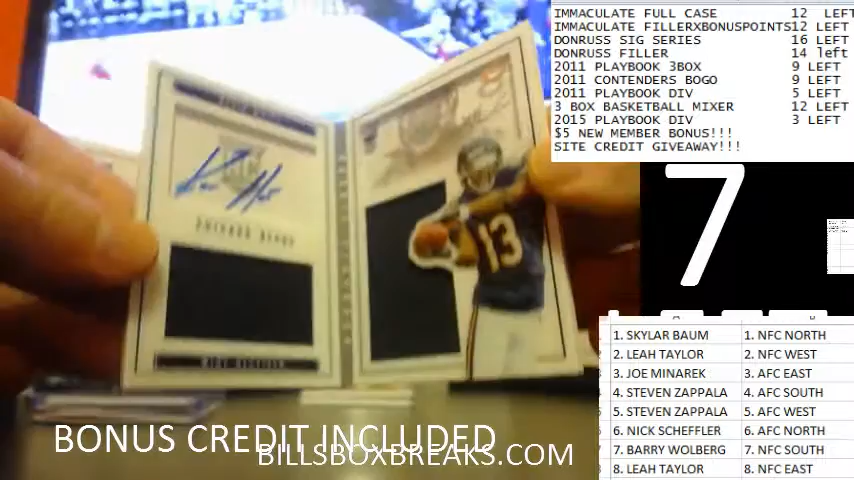 IMMACULATE FULL CASE 12 LEFT
IMMACULATE FILLERXBONUSPOINTS12 LEFT
DONRUSS SIG SERIES 16 LEFT
DONRUSS FILLER 14 left
2011 PLAYBOOK 3BOX 9 LEFT
2011 CONTENDERS BOGO 9 LEFT
2011 PLAYBOOK DIV 5 LEFT
3 BOX BASKETBALL MIXER 12 LEFT
2015 PLAYBOOK DIV 3 LEFT
$5 NEW MEMBER BONUS!!!
SITE CREDIT GIVEAWAY!!!
7
13
CHICAGO BEARS
1. SKYLAR BAUM 1. NFC NORTH
2. LEAH TAYLOR 2. NFC WEST
3. JOE MINAREK 3. AFC EAST
4. STEVEN ZAPPALA 4. AFC SOUTH
5. STEVEN ZAPPALA 5. AFC WEST
6. NICK SCHEFFLER 6. AFC NORTH
7. BARRY WOLBERG 7. NFC SOUTH
8. LEAH TAYLOR 8. NFC EAST
BONUS CREDIT INCLUDED
BILLSBOXBREAKS.COM